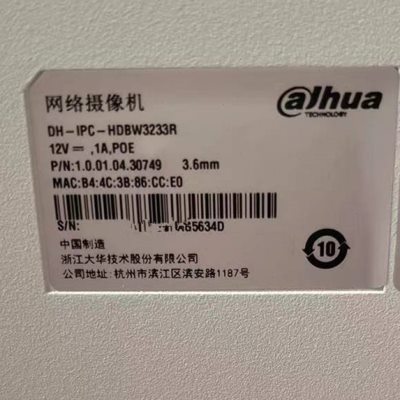 网络摄像机
alhua
TECHNOLOGY
DH-IPC-HDBW3233R
12V⎓,1A,POE
P/N:1.0.01.04.30749 3.6mm
MAC:B4:4C:3B:86:CC:E0
S/N:
中国制造
10
浙江大华技术股份有限公司
公司地址:杭州市滨江区滨安路1187号